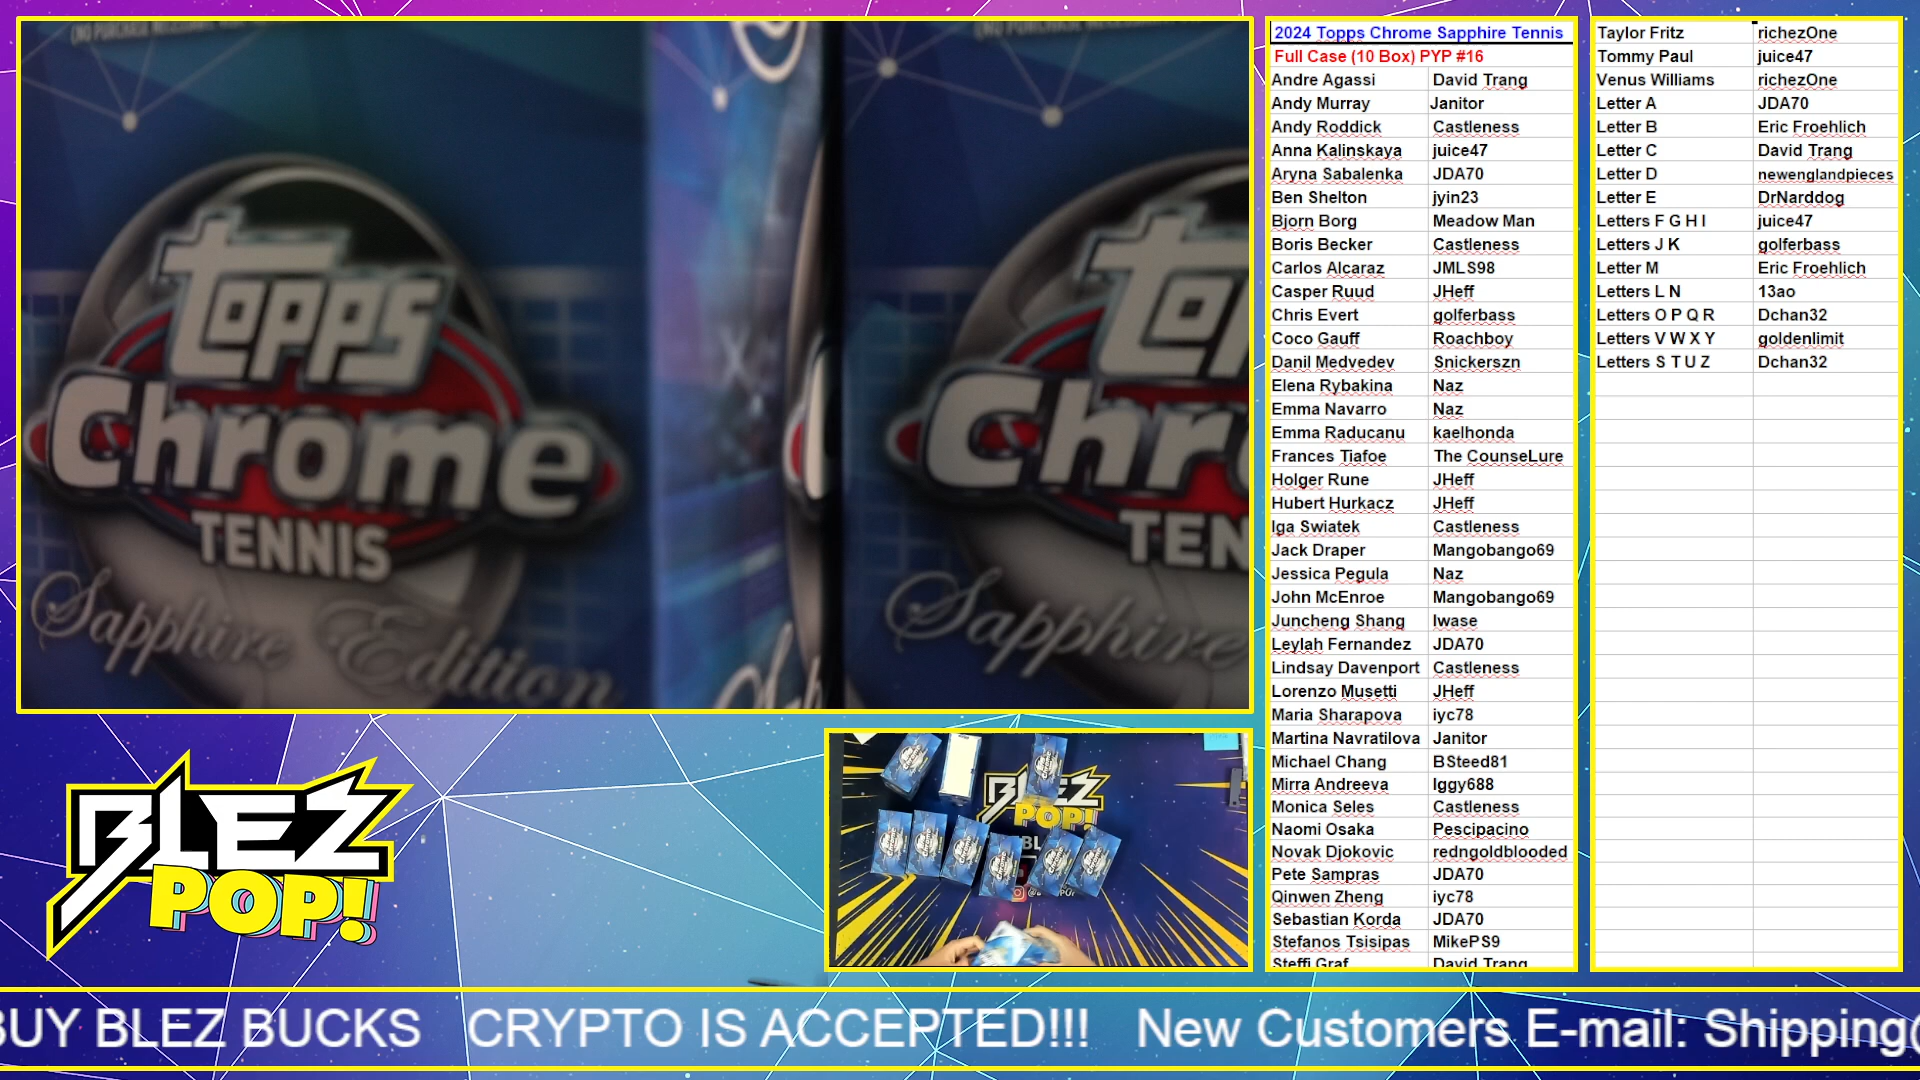 topps
Chrome
TENNIS
Sapphire Edition
Chr
TEN
Sapphire
2024 Topps Chrome Sapphire Tennis
Full Case (10 Box) PYP #16
Andre Agassi David Trang
Andy Murray Janitor
Andy Roddick Castleness
Anna Kalinskaya juice47
Aryna Sabalenka JDA70
Ben Shelton jyin23
Bjorn Borg Meadow Man
Boris Becker Castleness
Carlos Alcaraz JMLS98
Casper Ruud JHeff
Chris Evert golferbass
Coco Gauff Roachboy
Danil Medvedev Snickerszn
Elena Rybakina Naz
Emma Navarro Naz
Emma Raducanu kaelhonda
Frances Tiafoe The CounseLure
Holger Rune JHeff
Hubert Hurkacz JHeff
Iga Swiatek Castleness
Jack Draper Mangobango69
Jessica Pegula Naz
John McEnroe Mangobango69
Juncheng Shang Iwase
Leylah Fernandez JDA70
Lindsay Davenport Castleness
Lorenzo Musetti JHeff
Maria Sharapova iyc78
Martina Navratilova Janitor
Michael Chang BSteed81
Mirra Andreeva Iggy688
Monica Seles Castleness
Naomi Osaka Pescipacino
Novak Djokovic redngoldblooded
Pete Sampras JDA70
Qinwen Zheng iyc78
Sebastian Korda JDA70
Stefanos Tsisipas MikePS9
Steffi Graf David Trang
Taylor Fritz richezOne
Tommy Paul juice47
Venus Williams richezOne
Letter A JDA70
Letter B Eric Froehlich
Letter C David Trang
Letter D newenglandpieces
Letter E DrNarddog
Letters F G H I juice47
Letters J K golferbass
Letter M Eric Froehlich
Letters L N 13ao
Letters O P Q R Dchan32
Letters V W X Y goldenlimit
Letters S T U Z Dchan32
BLEZ
POP!
BLEZ
POP!
BUY BLEZ BUCKS CRYPTO IS ACCEPTED!!! New Customers E-mail: Shipping@